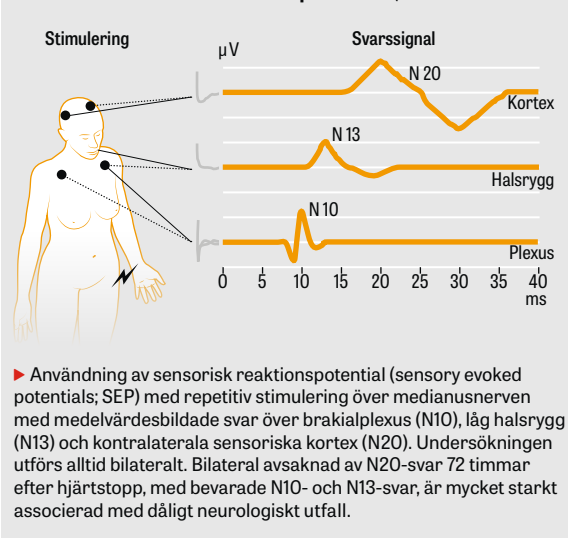 Stimulering
Svarssignal
µV
N 20
Kortex
N 13
Halsrygg
N 10
Plexus
0 5 10 15 20 25 30 35 40
ms
▶ Användning av sensorisk reaktionspotential (sensory evoked
potentials; SEP) med repetitiv stimulering över medianusnerven
med medelvärdesbildade svar över brakialplexus (N10), låg halsrygg
(N13) och kontralaterala sensoriska kortex (N20). Undersökningen
utförs alltid bilateralt. Bilateral avsaknad av N20-svar 72 timmar
efter hjärtstopp, med bevarade N10- och N13-svar, är mycket starkt
associerad med dåligt neurologiskt utfall.